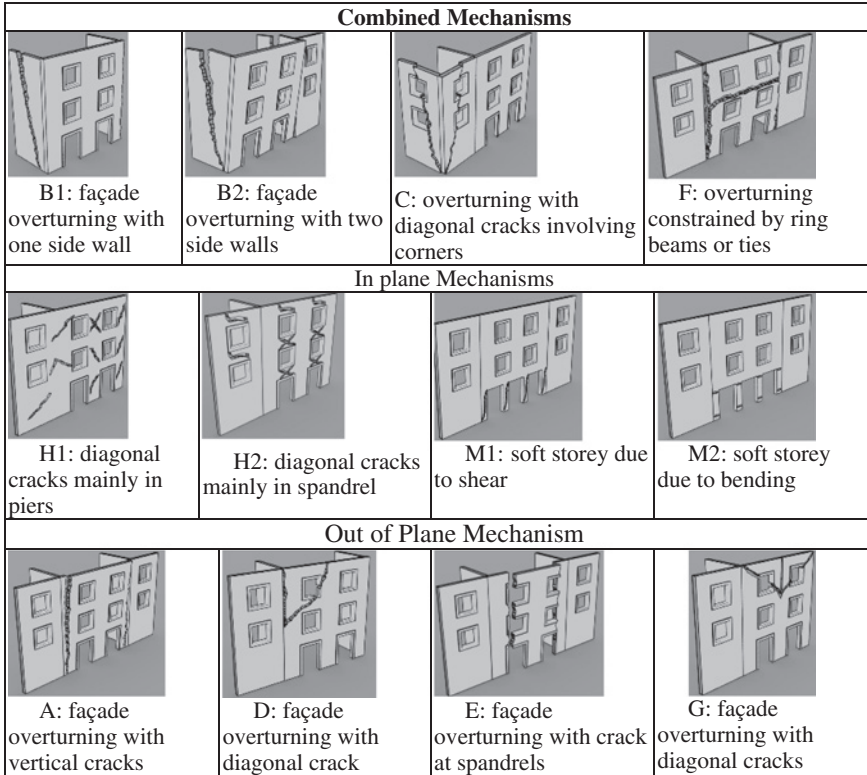 Combined Mechanisms
B1: façade
overturning with
one side wall
B2: façade
overturning with two
side walls
C: overturning with
diagonal cracks involving
corners
F: overturning
constrained by ring
beams or ties
In plane Mechanisms
H1: diagonal
cracks mainly in
piers
H2: diagonal cracks
mainly in spandrel
M1: soft storey due
to shear
M2: soft storey
due to bending
Out of Plane Mechanism
A: façade
overturning with
vertical cracks
D: façade
overturning with
diagonal crack
E: façade
overturning with crack
at spandrels
G: façade
overturning with
diagonal cracks